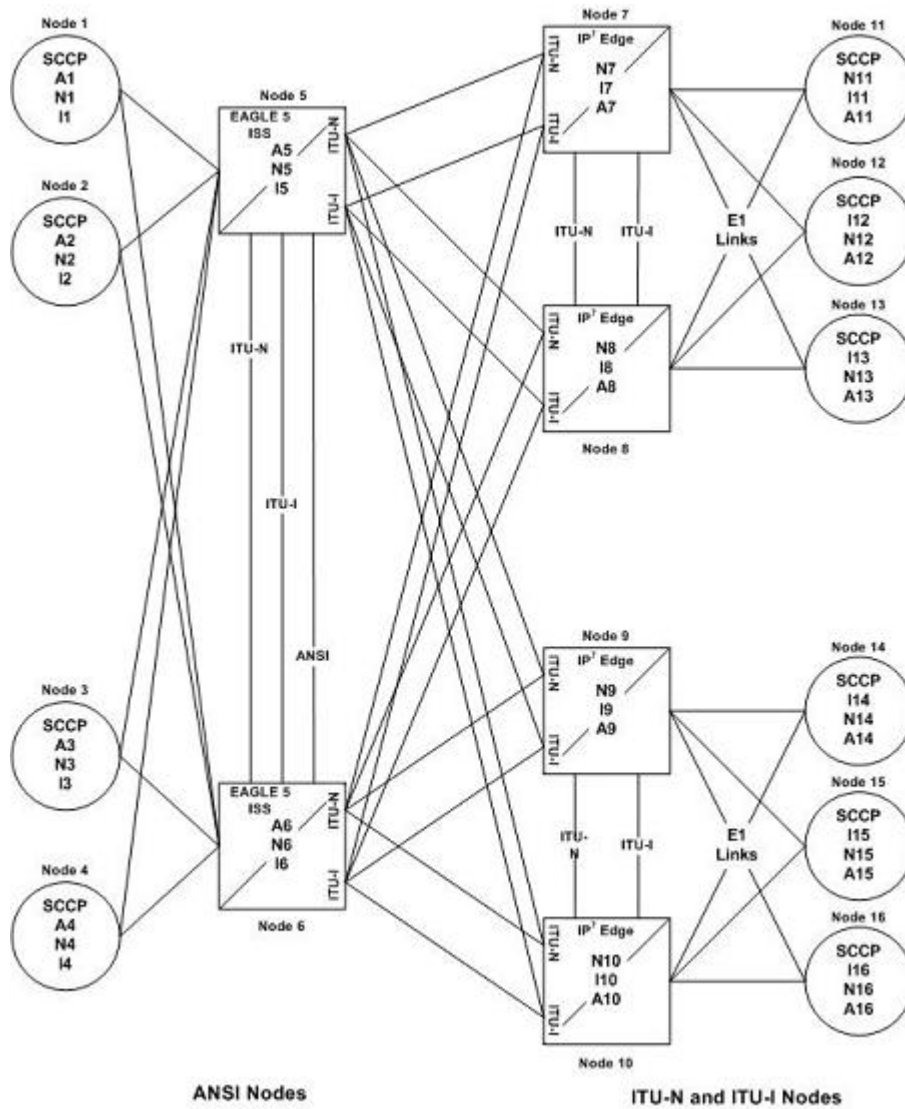 Node 1
SCCP
A1
N1
I1
Node 2
SCCP
A2
N2
I2
Node 3
SCCP
A3
N3
I3
Node 4
SCCP
A4
N4
I4
Node 5
EAGLE 5
ISS
A5
N5
I5
ITU-N
ITU-I
ITU-N
ITU-I
ANSI
EAGLE 5
ISS
A6
N6
I6
ITU-N
ITU-I
Node 6
Node 7
IP7 Edge
ITU-N
ITU-I
N7
I7
A7
ITU-N
ITU-I
IP7 Edge
ITU-N
ITU-I
N8
I8
A8
Node 8
Node 9
IP7 Edge
ITU-N
ITU-I
N9
I9
A9
ITU-
N
ITU-I
IP7 Edge
ITU-N
ITU-I
N10
I10
A10
Node 10
Node 11
SCCP
N11
I11
A11
Node 12
SCCP
I12
N12
A12
E1
Links
Node 13
SCCP
I13
N13
A13
Node 14
SCCP
I14
N14
A14
Node 15
SCCP
I15
N15
A15
E1
Links
Node 16
SCCP
I16
N16
A16
ANSI Nodes
ITU-N and ITU-I Nodes